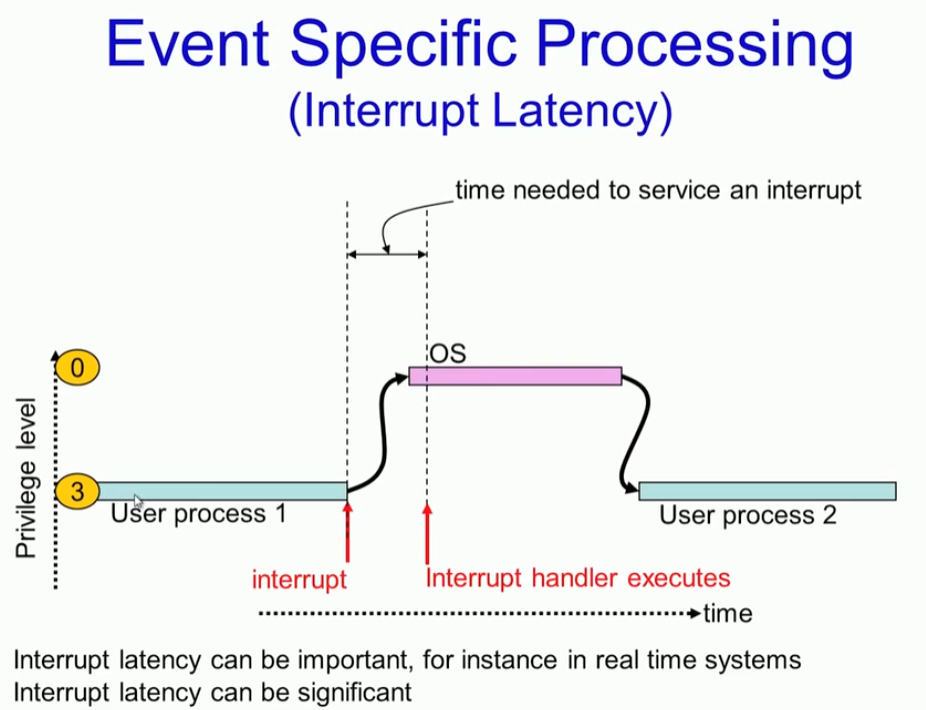 Event Specific Processing
(Interrupt Latency)
time needed to service an interrupt
OS
0
Privilege level
3
User process 1
User process 2
interrupt
Interrupt handler executes
time
Interrupt latency can be important, for instance in real time systems
Interrupt latency can be significant